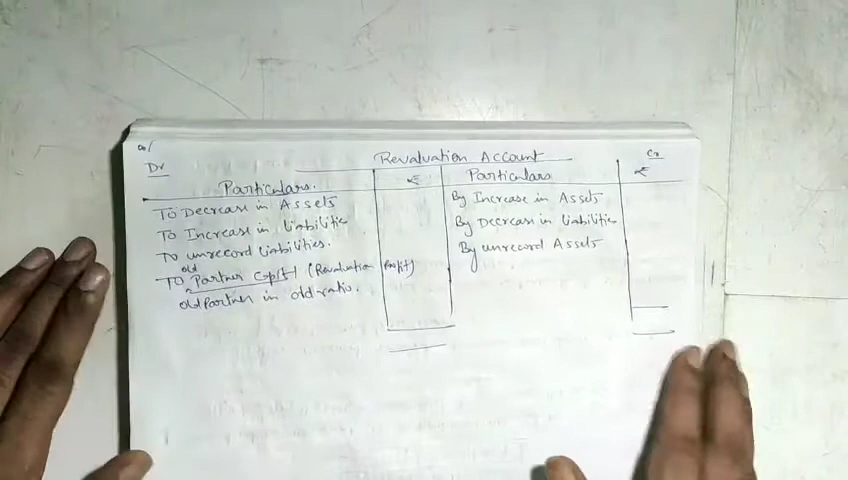 Revaluation Account
Dr
Cr
Particulars.
₹
Particulars
₹
To Decrease in Assets
To Increase in liabilities
To unrecord liabilities.
old
To Partner Capital (Revaluation Profit)
old Partner in old ratio.
By Increase in Assets
By Decrease in liabilities
By unrecord Assets